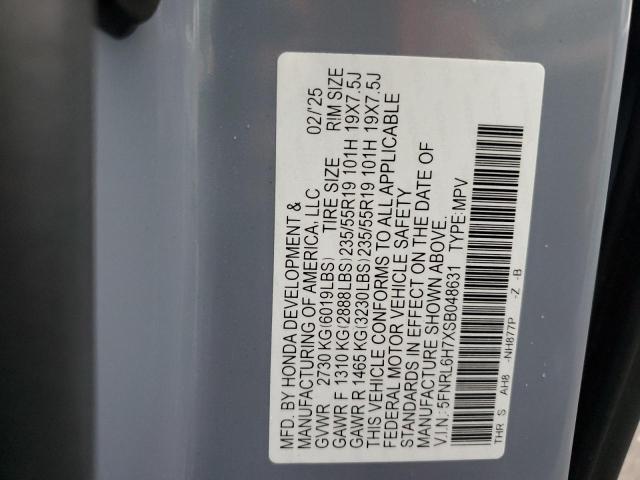 MFD. BY HONDA DEVELOPMENT &
MANUFACTURING OF AMERICA, LLC 02/'25
GVWR 2730 KG(6019LBS) TIRE SIZE RIM SIZE
GAWR F 1310 KG(2888LBS)235/55R19 101H 19X7.5J
GAWR R 1465 KG(3230LBS)235/55R19 101H 19X7.5J
THIS VEHICLE CONFORMS TO ALL APPLICABLE
FEDERAL MOTOR VEHICLE SAFETY
STANDARDS IN EFFECT ON THE DATE OF
MANUFACTURE SHOWN ABOVE.
V.I.N.:5FNRL6H7XSB048631 TYPE:MPV
THR S AH8 -NH877P -Z -B